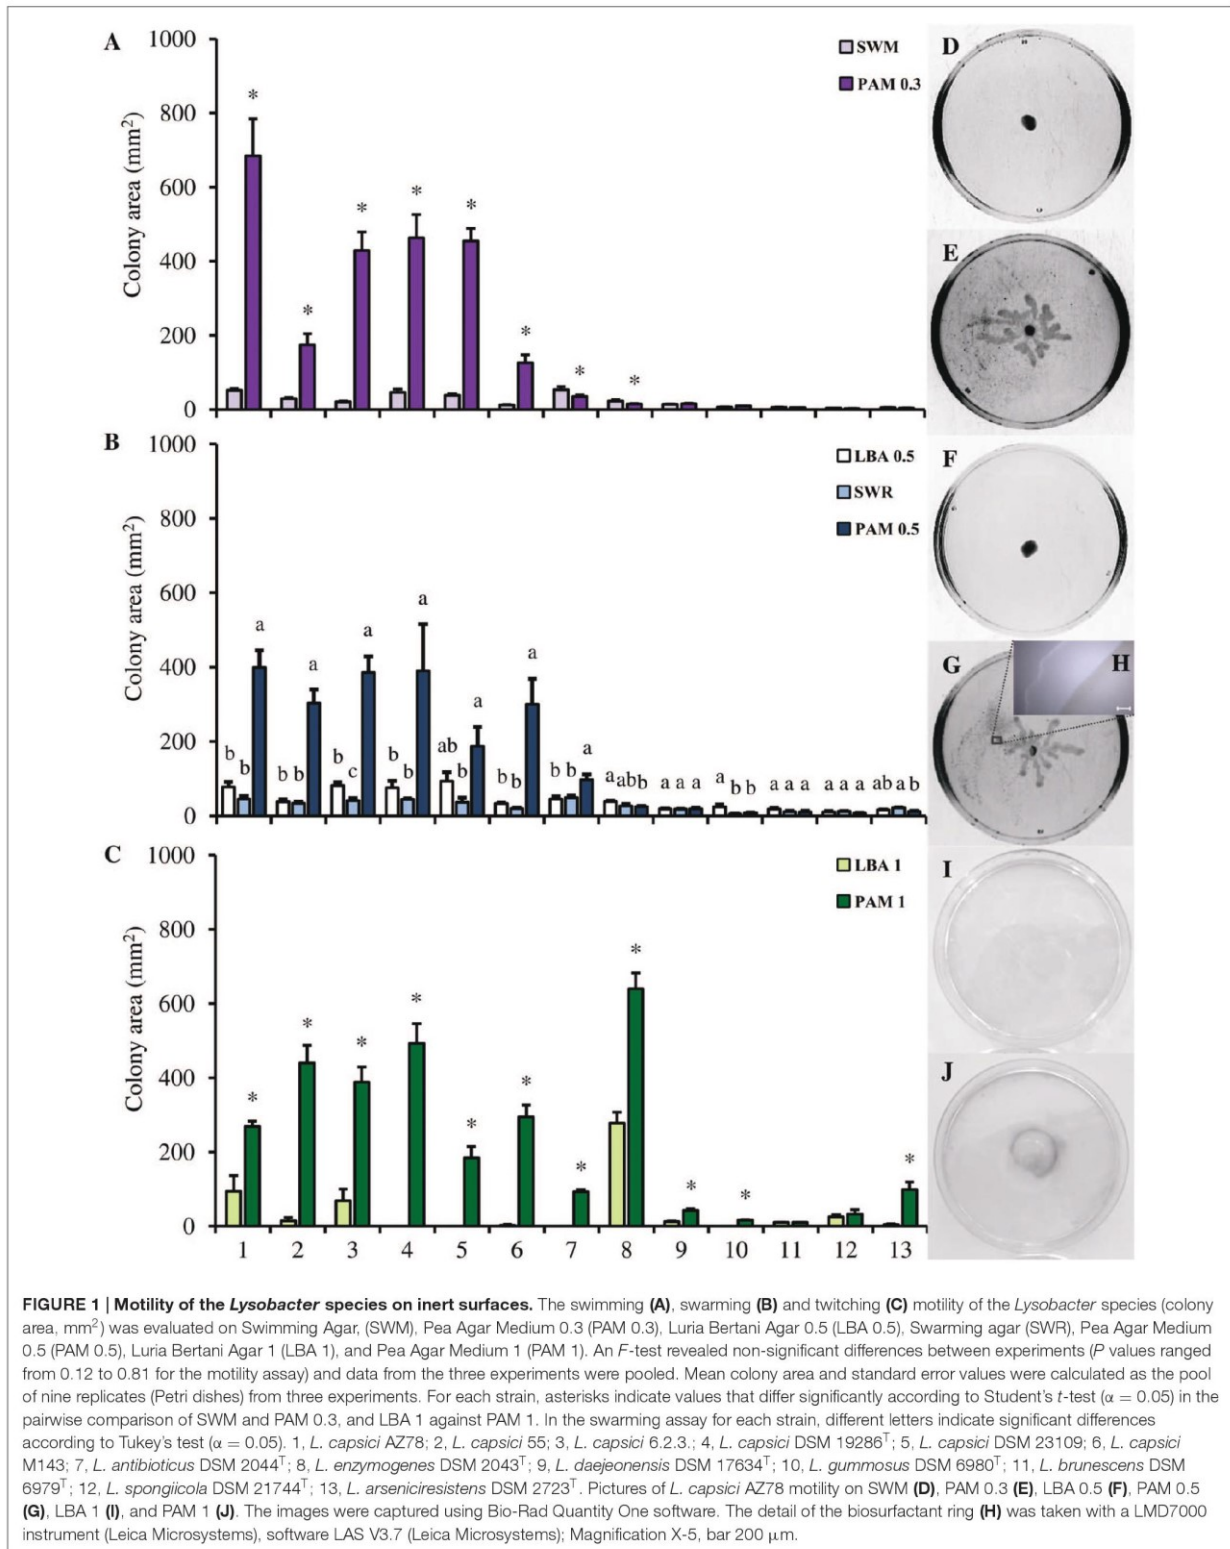 A
1000
800
600
400
200
0
Colony area (mm²)
SWM
PAM 0.3
* * * * * * * *
D
E
B
1000
800
600
400
200
0
Colony area (mm²)
LBA 0.5
SWR
PAM 0.5
b b a b b a b c a b b a ab b a b b a b b a a ab b a a a a b b a a a a a a ab a b
F
G
H
C
1000
800
600
400
200
0
Colony area (mm²)
LBA 1
PAM 1
* * * * * * * * * * *
1 2 3 4 5 6 7 8 9 10 11 12 13
I
J
FIGURE 1 | Motility of the Lysobacter species on inert surfaces. The swimming (A), swarming (B) and twitching (C) motility of the Lysobacter species (colony
area, mm²) was evaluated on Swimming Agar, (SWM), Pea Agar Medium 0.3 (PAM 0.3), Luria Bertani Agar 0.5 (LBA 0.5), Swarming agar (SWR), Pea Agar Medium
0.5 (PAM 0.5), Luria Bertani Agar 1 (LBA 1), and Pea Agar Medium 1 (PAM 1). An F-test revealed non-significant differences between experiments (P values ranged
from 0.12 to 0.81 for the motility assay) and data from the three experiments were pooled. Mean colony area and standard error values were calculated as the pool
of nine replicates (Petri dishes) from three experiments. For each strain, asterisks indicate values that differ significantly according to Student's t-test (α = 0.05) in the
pairwise comparison of SWM and PAM 0.3, and LBA 1 against PAM 1. In the swarming assay for each strain, different letters indicate significant differences
according to Tukey's test (α = 0.05). 1, L. capsici AZ78; 2, L. capsici 55; 3, L. capsici 6.2.3.; 4, L. capsici DSM 19286ᵀ; 5, L. capsici DSM 23109; 6, L. capsici
M143; 7, L. antibioticus DSM 2044ᵀ; 8, L. enzymogenes DSM 2043ᵀ; 9, L. daejeonensis DSM 17634ᵀ; 10, L. gummosus DSM 6980ᵀ; 11, L. brunescens DSM
6979ᵀ; 12, L. spongiicola DSM 21744ᵀ; 13, L. arseniciresistens DSM 2723ᵀ. Pictures of L. capsici AZ78 motility on SWM (D), PAM 0.3 (E), LBA 0.5 (F), PAM 0.5
(G), LBA 1 (I), and PAM 1 (J). The images were captured using Bio-Rad Quantity One software. The detail of the biosurfactant ring (H) was taken with a LMD7000
instrument (Leica Microsystems), software LAS V3.7 (Leica Microsystems); Magnification X-5, bar 200 μm.